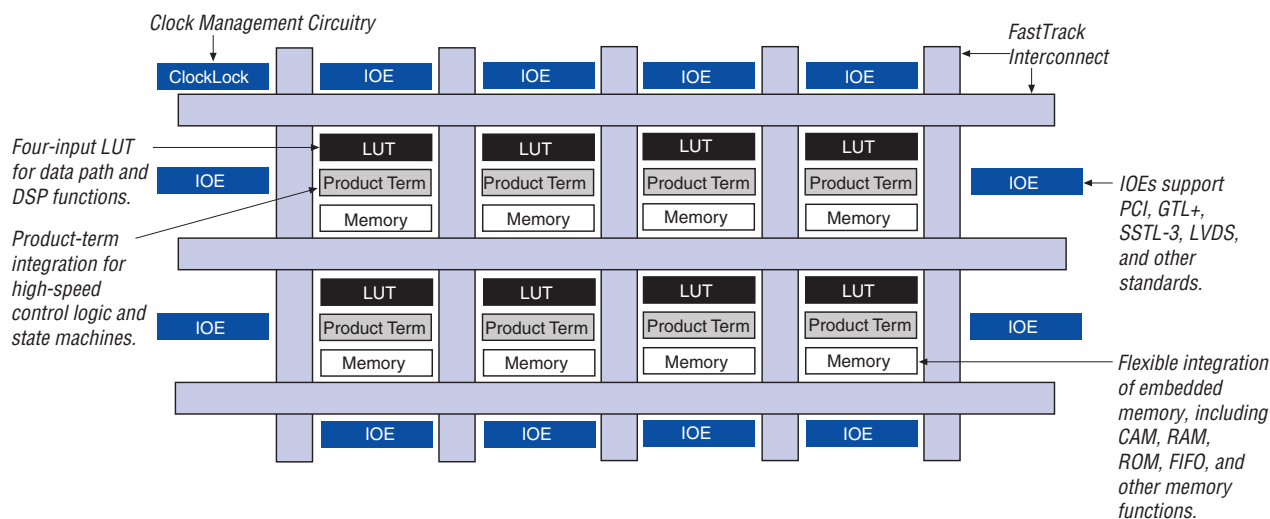 Clock Management Circuitry
FastTrack
Interconnect
ClockLock IOE IOE IOE IOE
Four-input LUT
for data path and
DSP functions.
LUT LUT LUT LUT
IOE Product Term Product Term Product Term Product Term IOE
Memory Memory Memory Memory
IOEs support
PCI, GTL+,
SSTL-3, LVDS,
and other
standards.
Product-term
integration for
high-speed
control logic and
state machines.
LUT LUT LUT LUT
IOE Product Term Product Term Product Term Product Term IOE
Memory Memory Memory Memory
Flexible integration
of embedded
memory, including
CAM, RAM,
ROM, FIFO, and
other memory
functions.
IOE IOE IOE IOE